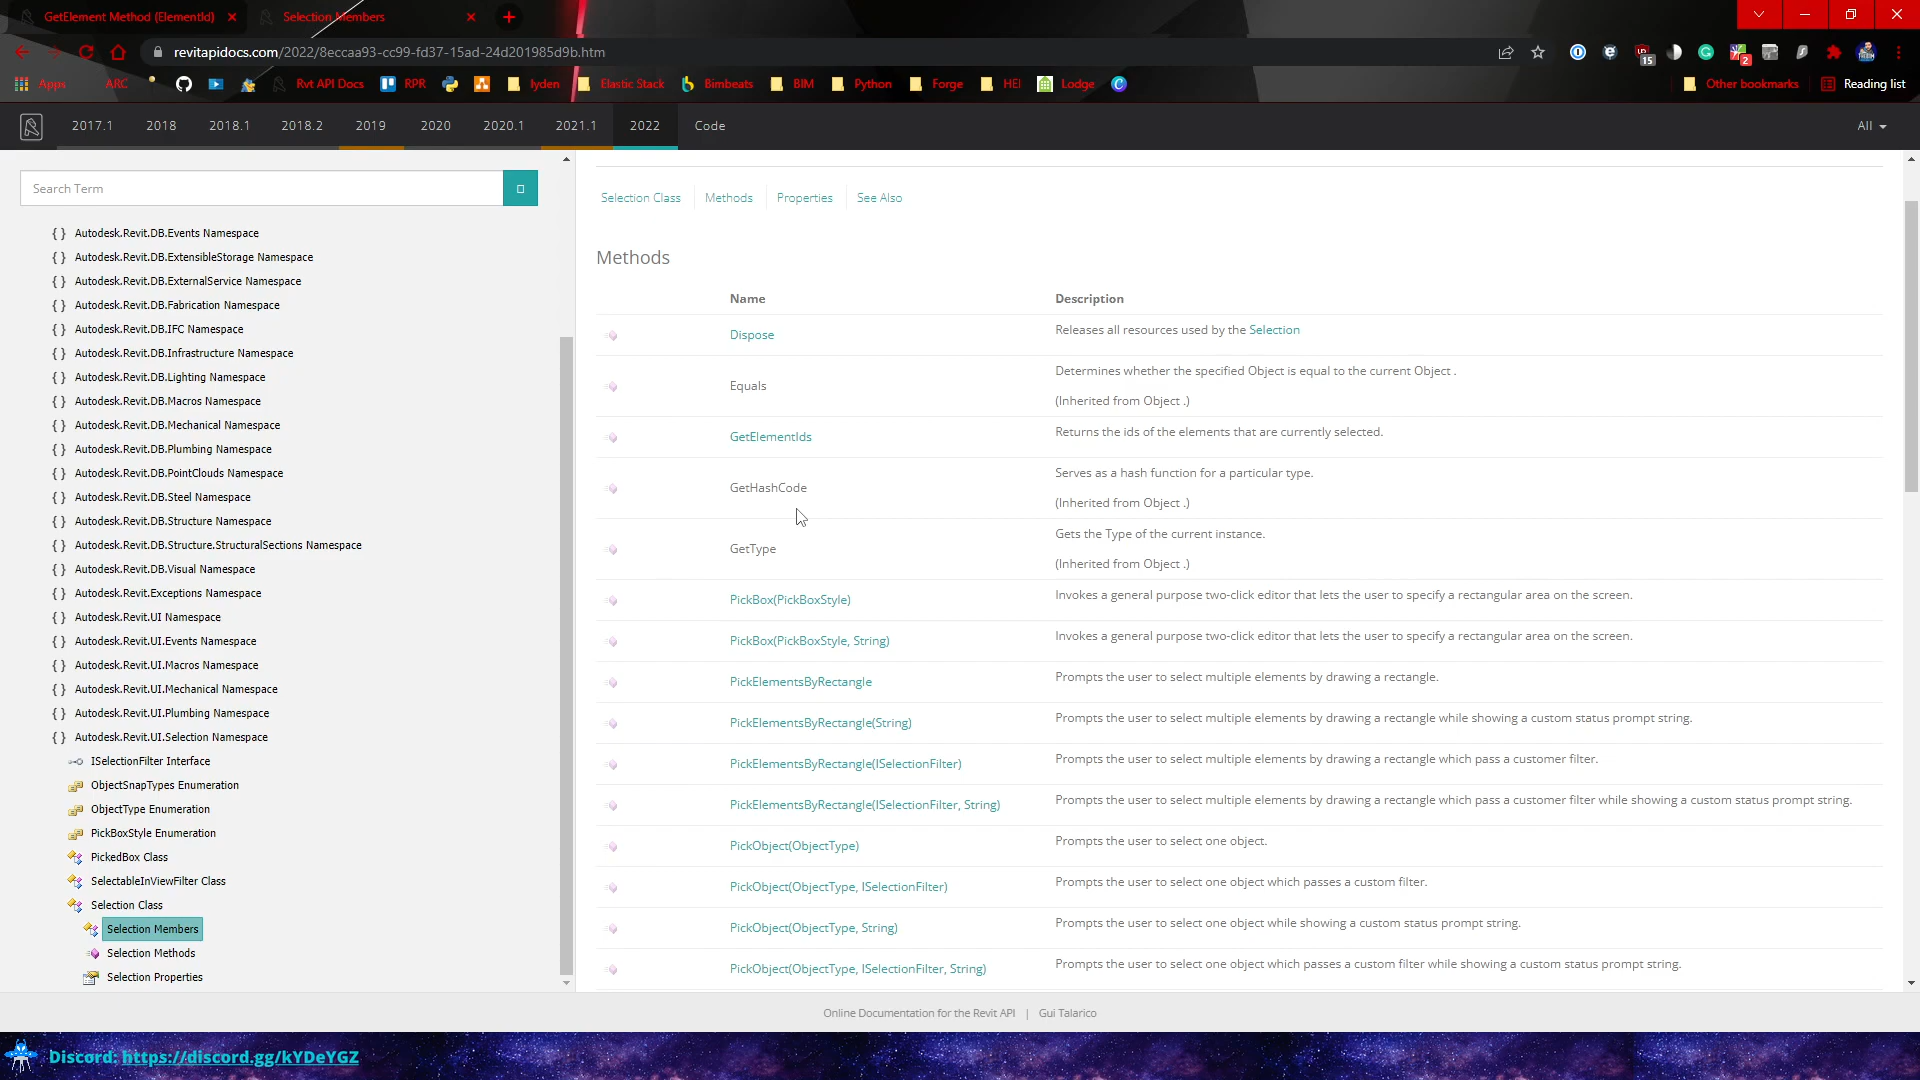 GetElement Method (ElementId)
Selection Members
revitapidocs.com/2022/8eccaa93-cc99-fd37-15ad-24d201985d9b.htm
15
2
Apps
ARC
Rvt API Docs
RPR
lyden
Elastic Stack
Bimbeats
BIM
Python
Forge
HEI
Lodge
Other bookmarks
Reading list
2017.1
2018
2018.1
2018.2
2019
2020
2020.1
2021.1
2022
Code
All
Search Term
{ } Autodesk.Revit.DB.Events Namespace
{ } Autodesk.Revit.DB.ExtensibleStorage Namespace
{ } Autodesk.Revit.DB.ExternalService Namespace
{ } Autodesk.Revit.DB.Fabrication Namespace
{ } Autodesk.Revit.DB.IFC Namespace
{ } Autodesk.Revit.DB.Infrastructure Namespace
{ } Autodesk.Revit.DB.Lighting Namespace
{ } Autodesk.Revit.DB.Macros Namespace
{ } Autodesk.Revit.DB.Mechanical Namespace
{ } Autodesk.Revit.DB.Plumbing Namespace
{ } Autodesk.Revit.DB.PointClouds Namespace
{ } Autodesk.Revit.DB.Steel Namespace
{ } Autodesk.Revit.DB.Structure Namespace
{ } Autodesk.Revit.DB.Structure.StructuralSections Namespace
{ } Autodesk.Revit.DB.Visual Namespace
{ } Autodesk.Revit.Exceptions Namespace
{ } Autodesk.Revit.UI Namespace
{ } Autodesk.Revit.UI.Events Namespace
{ } Autodesk.Revit.UI.Macros Namespace
{ } Autodesk.Revit.UI.Mechanical Namespace
{ } Autodesk.Revit.UI.Plumbing Namespace
{ } Autodesk.Revit.UI.Selection Namespace
ISelectionFilter Interface
ObjectSnapTypes Enumeration
ObjectType Enumeration
PickBoxStyle Enumeration
PickedBox Class
SelectableInViewFilter Class
Selection Class
Selection Members
Selection Methods
Selection Properties
Selection Class
Methods
Properties
See Also
Methods
Name Description
Dispose Releases all resources used by the Selection
Equals Determines whether the specified Object is equal to the current Object .
(Inherited from Object .)
GetElementIds Returns the ids of the elements that are currently selected.
GetHashCode Serves as a hash function for a particular type.
(Inherited from Object .)
GetType Gets the Type of the current instance.
(Inherited from Object .)
PickBox(PickBoxStyle) Invokes a general purpose two-click editor that lets the user to specify a rectangular area on the screen.
PickBox(PickBoxStyle, String) Invokes a general purpose two-click editor that lets the user to specify a rectangular area on the screen.
PickElementsByRectangle Prompts the user to select multiple elements by drawing a rectangle.
PickElementsByRectangle(String) Prompts the user to select multiple elements by drawing a rectangle while showing a custom status prompt string.
PickElementsByRectangle(ISelectionFilter) Prompts the user to select multiple elements by drawing a rectangle which pass a customer filter.
PickElementsByRectangle(ISelectionFilter, String) Prompts the user to select multiple elements by drawing a rectangle which pass a customer filter while showing a custom status prompt string.
PickObject(ObjectType) Prompts the user to select one object.
PickObject(ObjectType, ISelectionFilter) Prompts the user to select one object which passes a custom filter.
PickObject(ObjectType, String) Prompts the user to select one object while showing a custom status prompt string.
PickObject(ObjectType, ISelectionFilter, String) Prompts the user to select one object which passes a custom filter while showing a custom status prompt string.
Online Documentation for the Revit API | Gui Talarico
Discord: https://discord.gg/kYDeYGZ